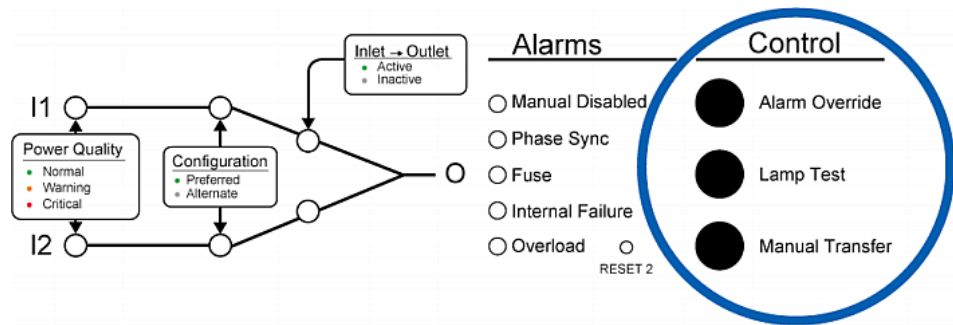 I1
Power Quality
Normal
Warning
Critical
I2
Configuration
Preferred
Alternate
Inlet → Outlet
Active
Inactive
O
Alarms
Manual Disabled
Phase Sync
Fuse
Internal Failure
Overload
RESET 2
Control
Alarm Override
Lamp Test
Manual Transfer